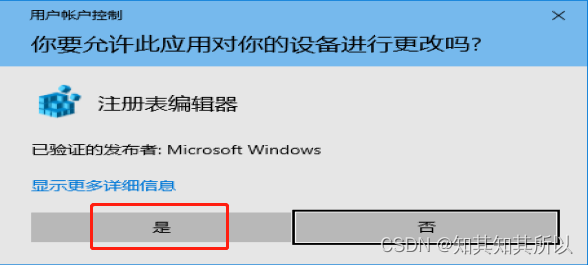 用户帐户控制
你要允许此应用对你的设备进行更改吗?
注册表编辑器
已验证的发布者: Microsoft Windows
显示更多详细信息
是
否
CSDN @知其知其所以